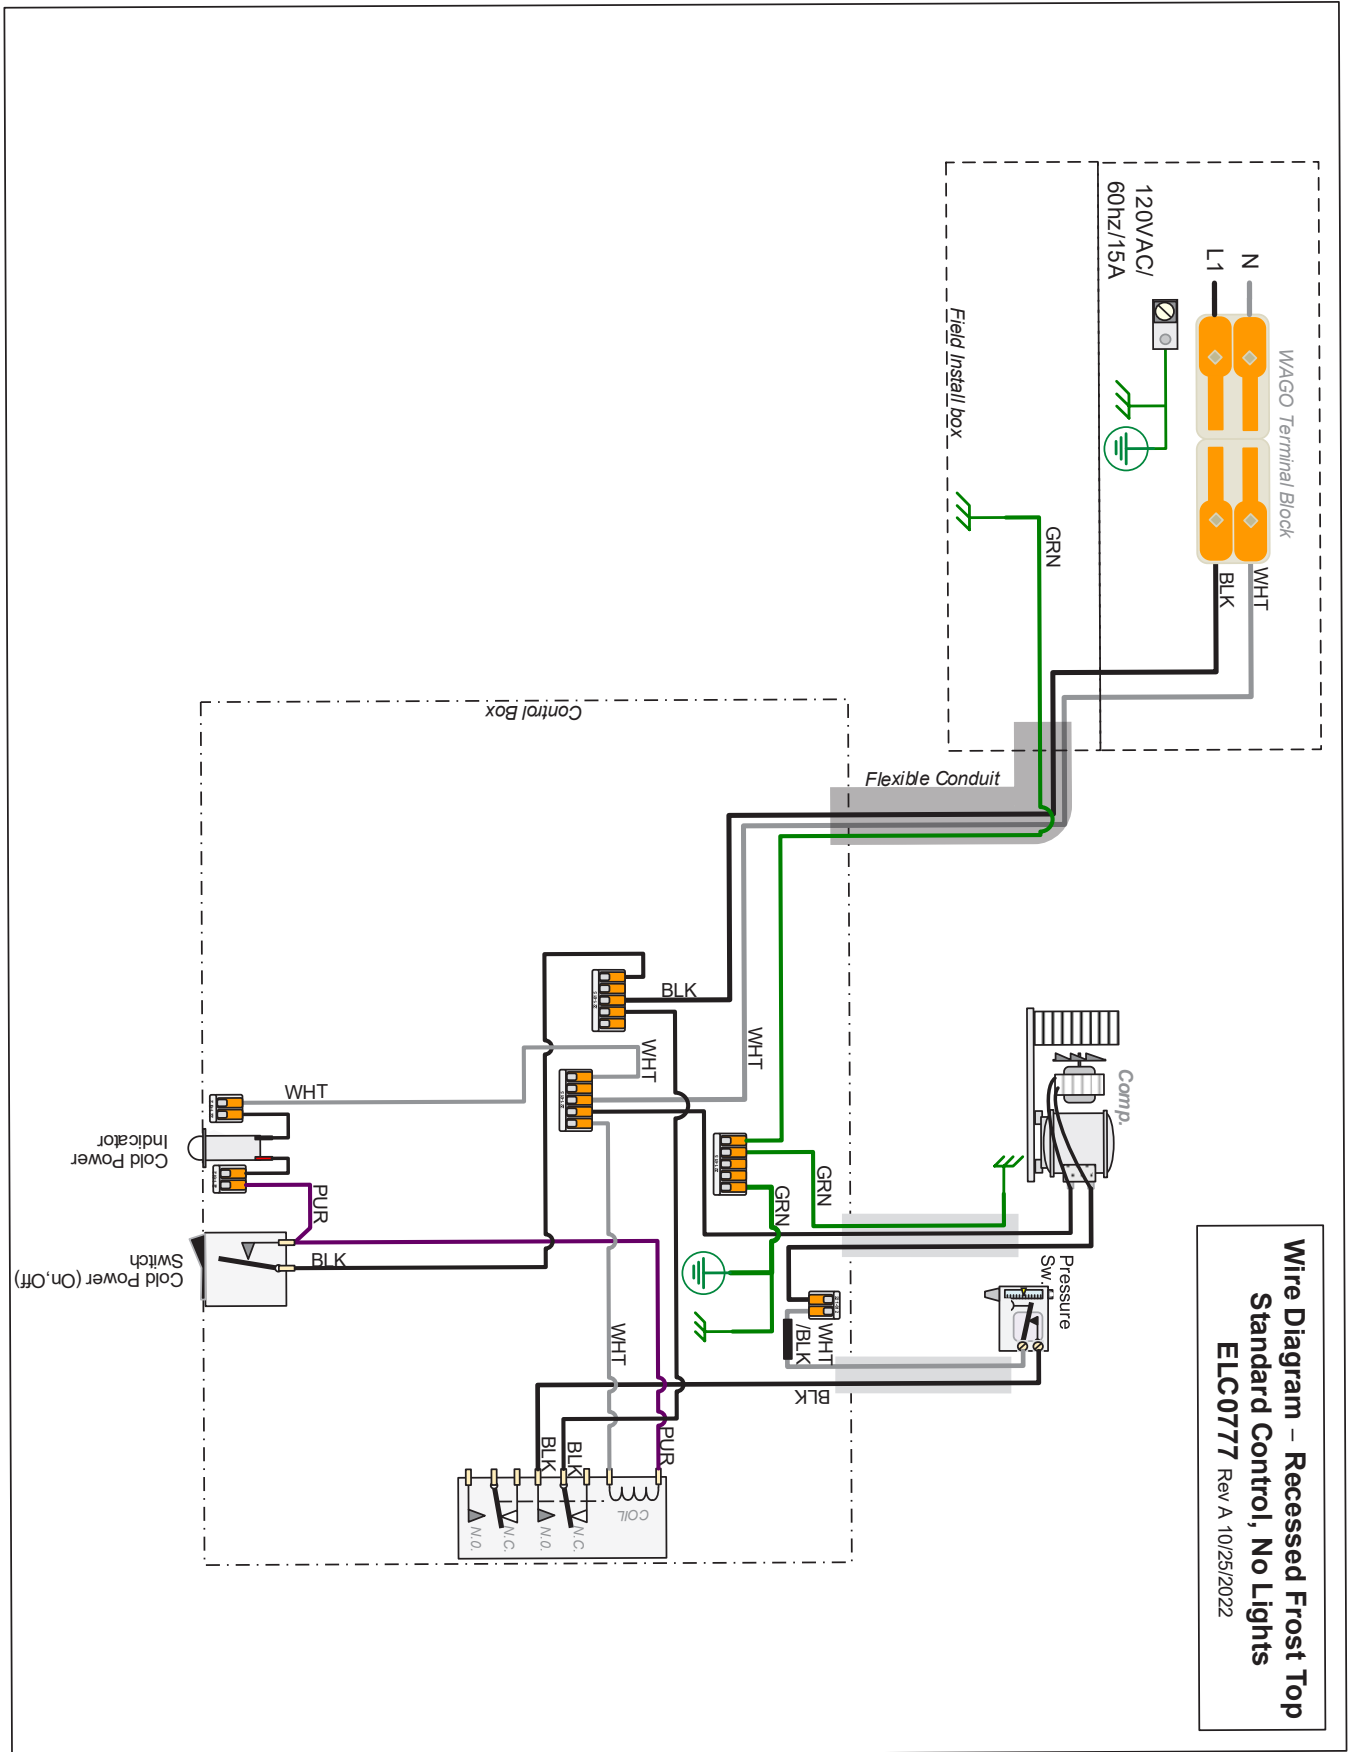 Wire Diagram – Recessed Frost Top
Standard Control, No Lights
ELC0777 Rev A 10/25/2022
WAGO Terminal Block
N
L1
120VAC/
60hz/15A
WHT
BLK
Field Install box
GRN
Flexible Conduit
Control Box
BLK
WHT
WHT
WHT
Cold Power
Indicator
PUR
BLK
Cold Power (On,Off)
Switch
GRN
GRN
Comp.
Pressure
Sw.
WHT
/BLK
BLK
WHT
PUR
BLK
BLK
COIL
N.C.
N.O.
N.C.
N.O.